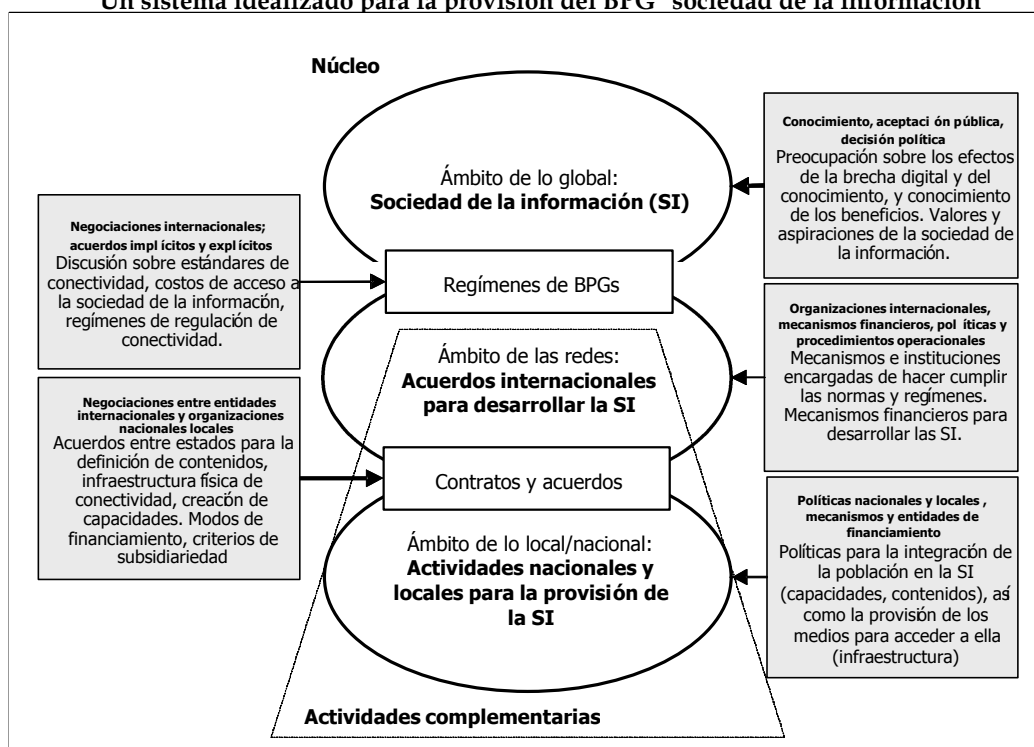 Un sistema idealizado para la provisión del BPG "sociedad de la información"
Núcleo
Ámbito de lo global:
Sociedad de la información (SI)
Conocimiento, aceptaci ón pública,
decisión política
Preocupación sobre los efectos
de la brecha digital y del
conocimiento, y conocimiento
de los beneficios. Valores y
aspiraciones de la sociedad de
la información.
Negociaciones internacionales;
acuerdos impl ícitos y expl ícitos
Discusión sobre estándares de
conectividad, costos de acceso a
la sociedad de la información,
regímenes de regulación de
conectividad.
Regímenes de BPGs
Organizaciones internacionales,
mecanismos financieros, pol íticas y
procedimientos operacionales
Mecanismos e instituciones
encargadas de hacer cumplir
las normas y regímenes.
Mecanismos financieros para
desarrollar las SI.
Ámbito de las redes:
Acuerdos internacionales
para desarrollar la SI
Negociaciones entre entidades
internacionales y organizaciones
nacionales locales
Acuerdos entre estados para la
definición de contenidos,
infraestructura física de
conectividad, creación de
capacidades. Modos de
financiamiento, criterios de
subsidiariedad
Contratos y acuerdos
Políticas nacionales y locales ,
mecanismos y entidades de
financiamiento
Políticas para la integración de
la población en la SI
(capacidades, contenidos), así
como la provisión de los
medios para acceder a ella
(infraestructura)
Ámbito de lo local/nacional:
Actividades nacionales y
locales para la provisión de
la SI
Actividades complementarias